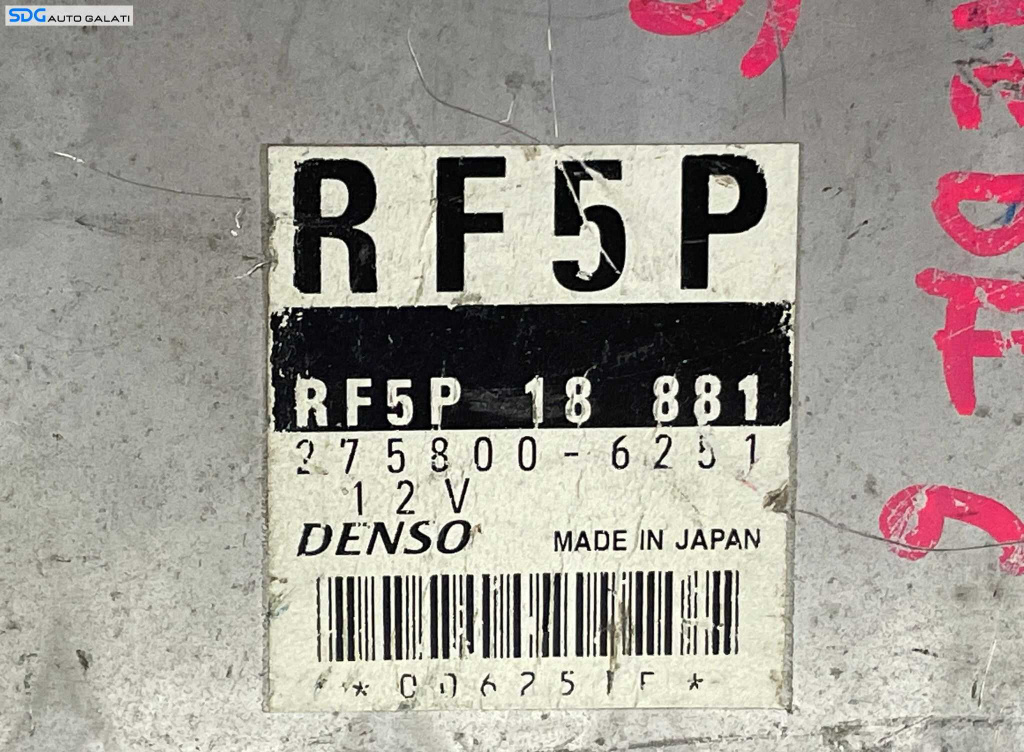 SDG AUTO GALATI
RF5P
RF5P 18 881
275800-6251
12V
DENSO MADE IN JAPAN